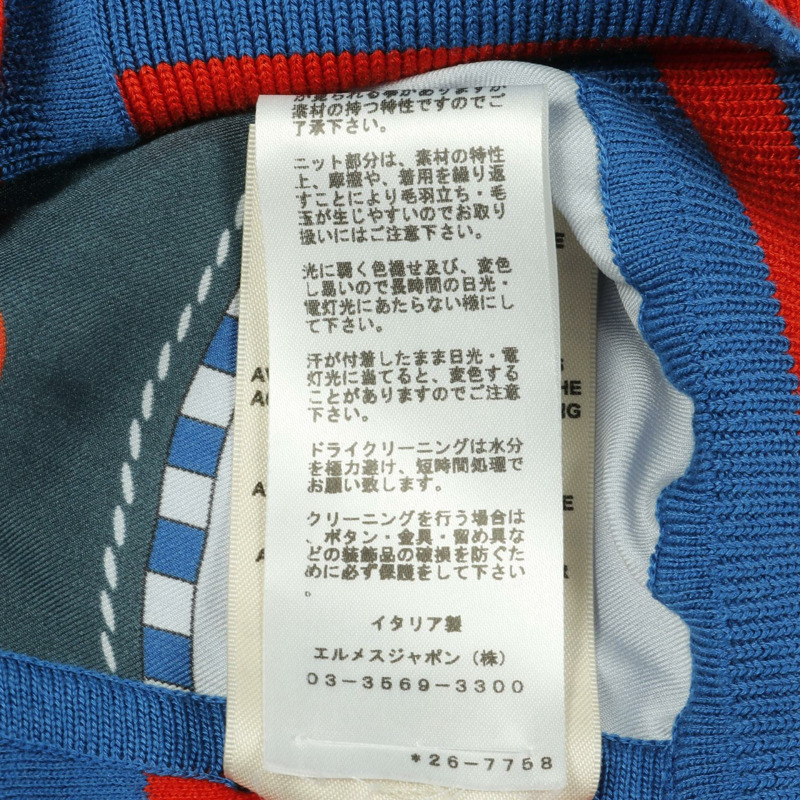 が見られる事がありますが
素材の持つ特性ですのでご
了承下さい。
ニット部分は、素材の特性
上、摩擦や、着用を繰り返
すことにより毛羽立ち・毛
玉が生じやすいのでお取り
扱いにはご注意下さい。
光に弱く色褪せ及び、変色
し易いので長時間の日光・
電灯光にあたらない様にし
て下さい。
汗が付着したまま日光・電
灯光に当てると、変色する
ことがありますのでご注意
下さい。
ドライクリーニングは水分
を極力避け、短時間処理で
お願い致します。
クリーニングを行う場合は
、ボタン・金具・留め具な
どの装飾品の破損を防ぐた
めに必ず保護をして下さい
。
イタリア製
エルメスジャポン（株）
03-3569-3300
*26-7758